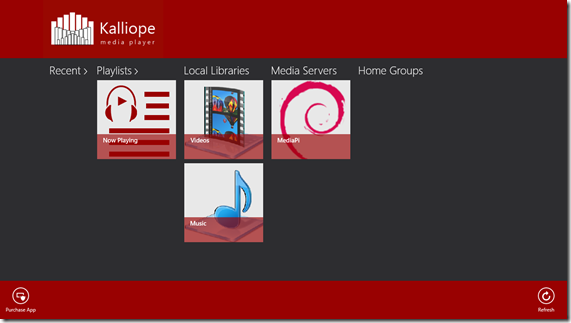 Kalliope
media player
Recent >
Playlists >
Local Libraries
Media Servers
Home Groups
Now Playing
Videos
MediaPi
Music
Purchase App
Refresh